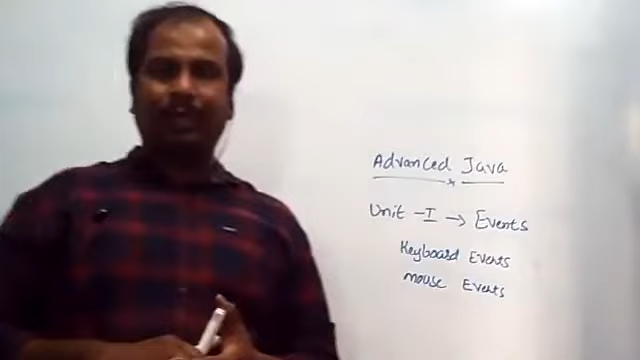 Advanced Java
Unit -I → Events
Keyboard Events
mouse Events